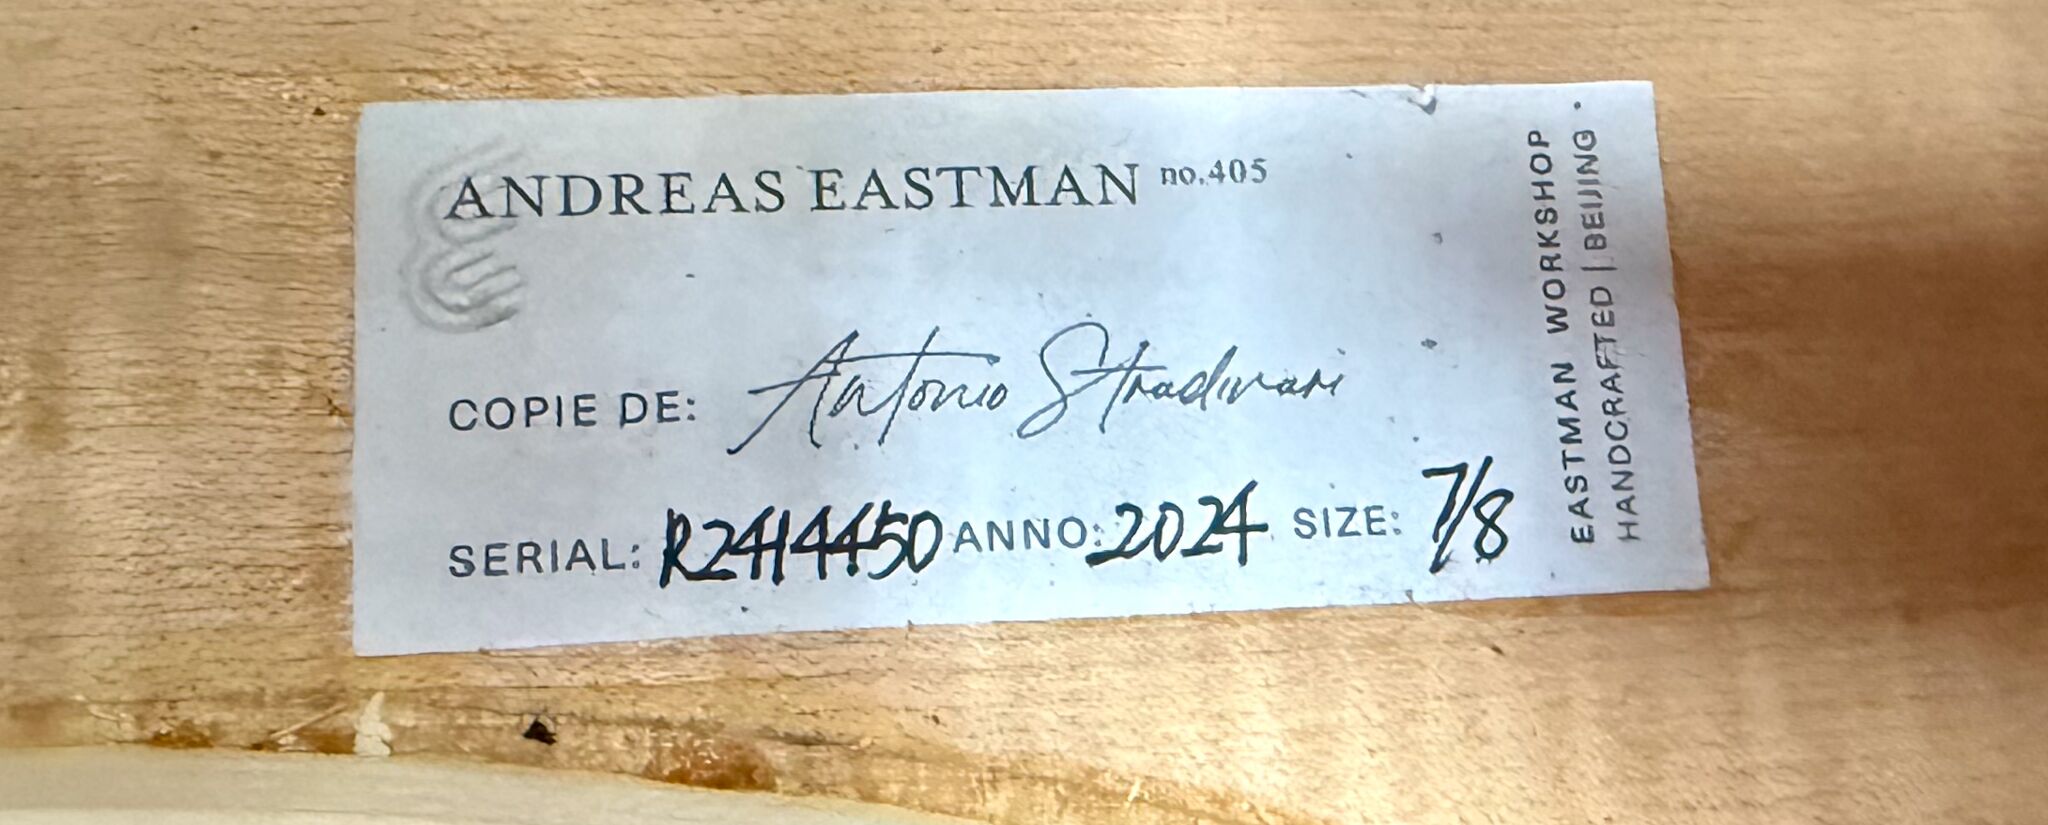 ANDREAS EASTMAN no.405
COPIE DE: Antonio Stradivari
SERIAL: R2414450 ANNO: 2024 SIZE: 7/8
EASTMAN WORKSHOP
HANDCRAFTED | BEIJING